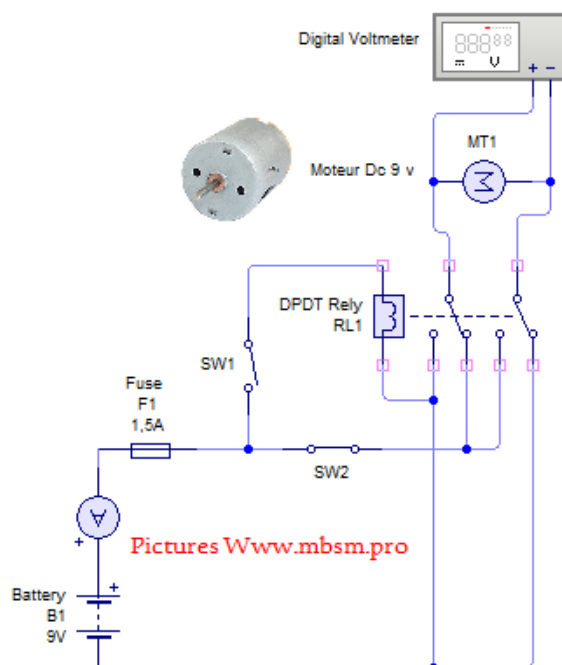 Digital Voltmeter
888888
V
+ −
MT1
Moteur Dc 9 v
M
DPDT Rely
RL1
SW1
Fuse
F1
1,5A
SW2
A
+
Pictures Www.mbsm.pro
+
Battery
B1
9V